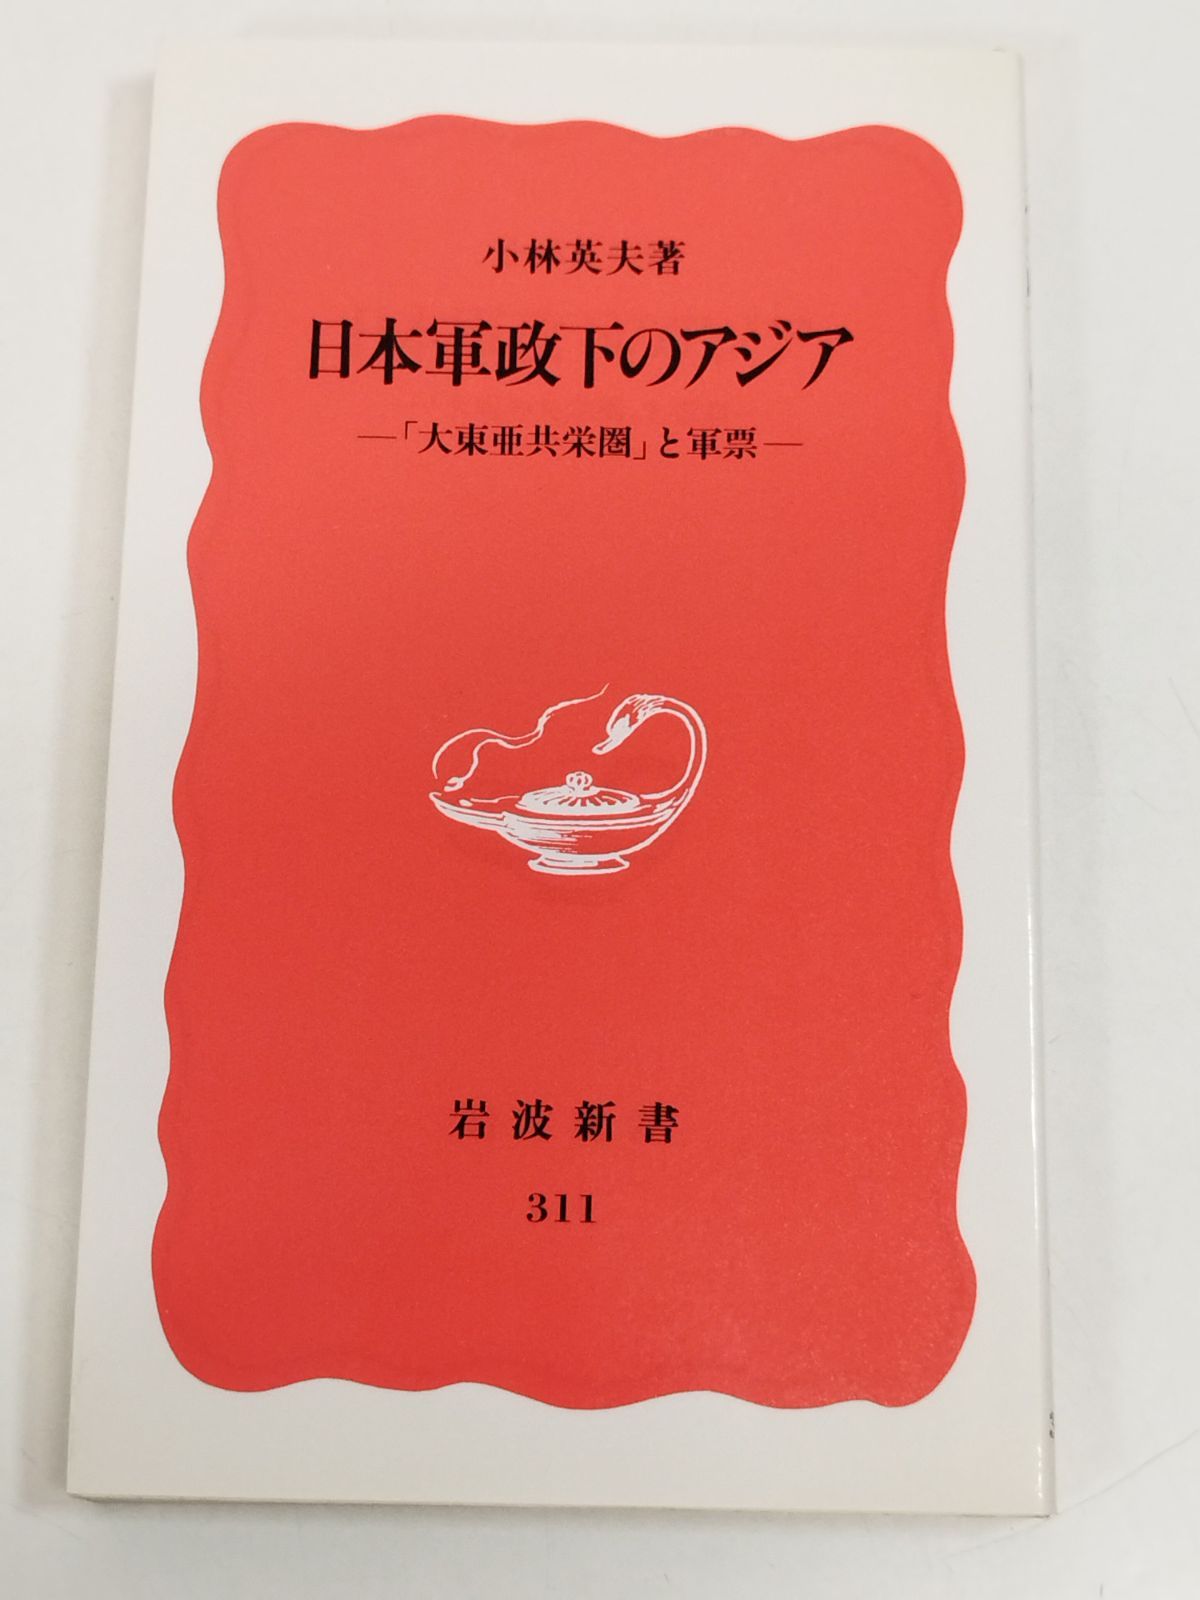 小林英夫著
日本軍政下のアジア
―「大東亜共栄圏」と軍票―
岩波新書
311